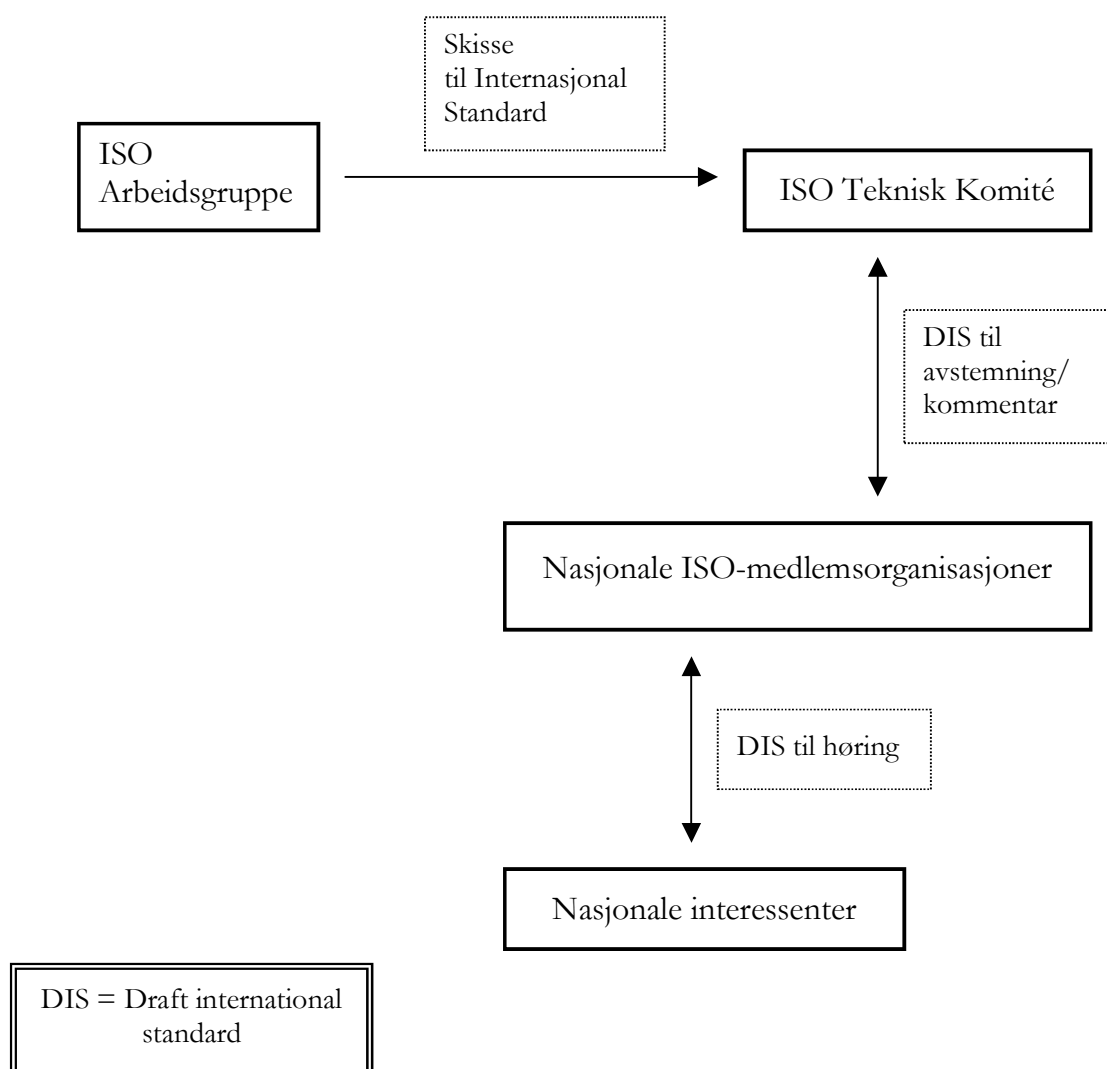 Skisse
til Internasjonal
Standard
ISO
Arbeidsgruppe
ISO Teknisk Komité
DIS til
avstemning/
kommentar
Nasjonale ISO-medlemsorganisasjoner
DIS til høring
Nasjonale interessenter
DIS = Draft international
standard